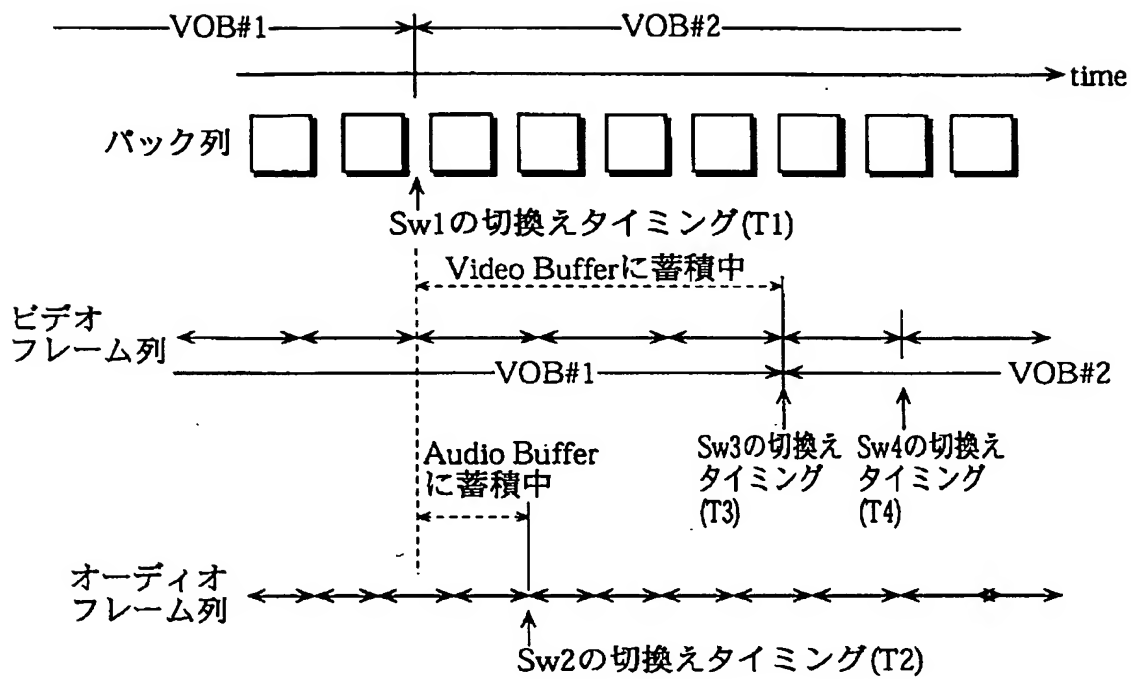 VOB#1 VOB#2
time
パック列
Sw1の切換えタイミング(T1)
Video Bufferに蓄積中
ビデオ
フレーム列
VOB#1 VOB#2
Audio Buffer
に蓄積中
Sw3の切換え
タイミング
(T3)
Sw4の切換え
タイミング
(T4)
オーディオ
フレーム列
Sw2の切換えタイミング(T2)